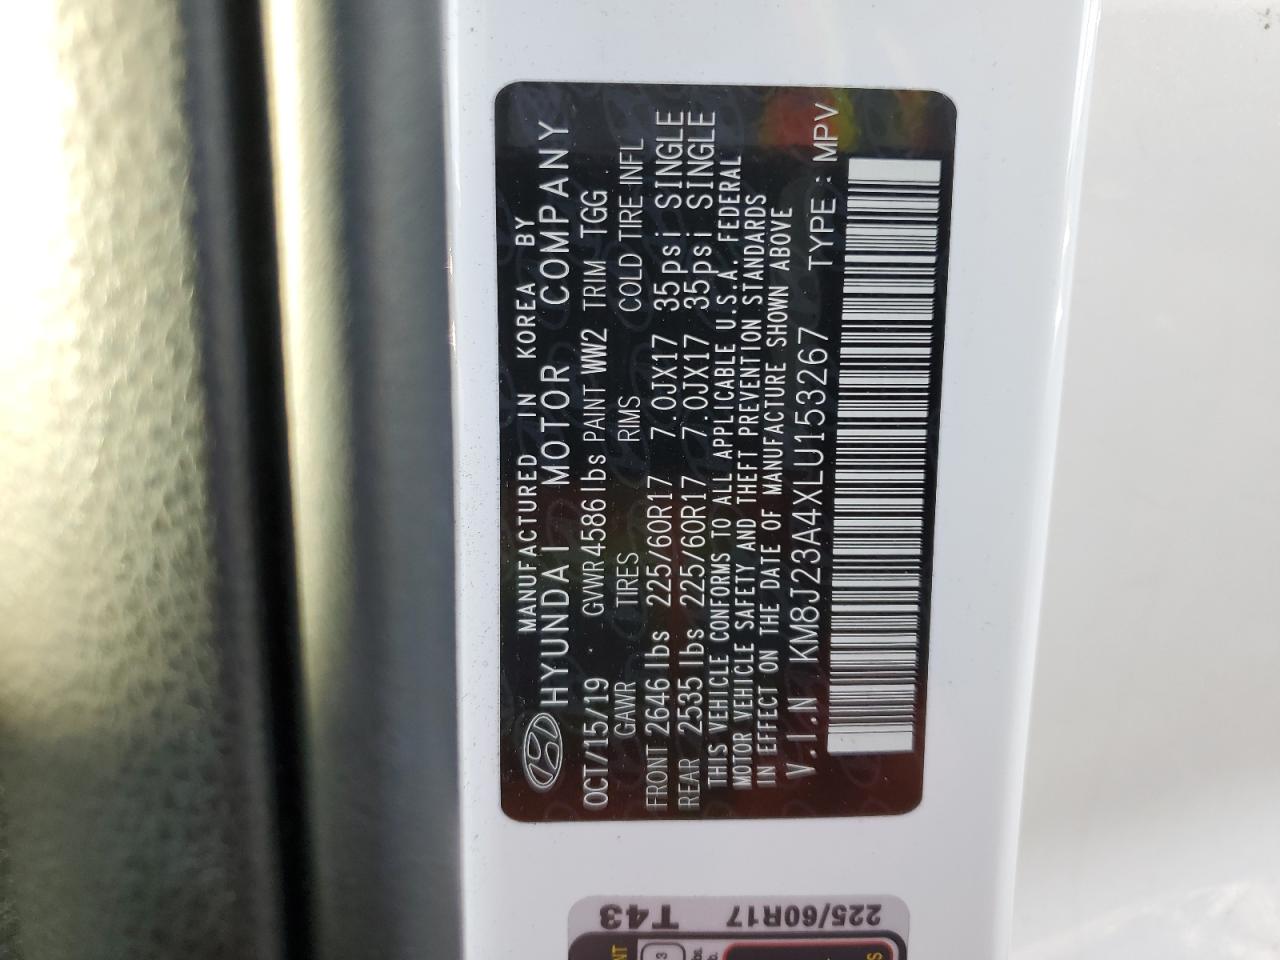 MANUFACTURED IN KOREA BY
HYUNDAI MOTOR COMPANY
OCT/15/19 GVWR 4586 lbs PAINT WW2 TRIM TGG
GAWR TIRES RIMS COLD TIRE INFL
FRONT 2646 lbs 225/60R17 7.0JX17 35psi SINGLE
REAR 2535 lbs 225/60R17 7.0JX17 35psi SINGLE
THIS VEHICLE CONFORMS TO ALL APPLICABLE U.S.A. FEDERAL
MOTOR VEHICLE SAFETY AND THEFT PREVENTION STANDARDS
IN EFFECT ON THE DATE OF MANUFACTURE SHOWN ABOVE
V.I.N KM8J23A4XLU153267 TYPE : MPV
T43 225/60R17